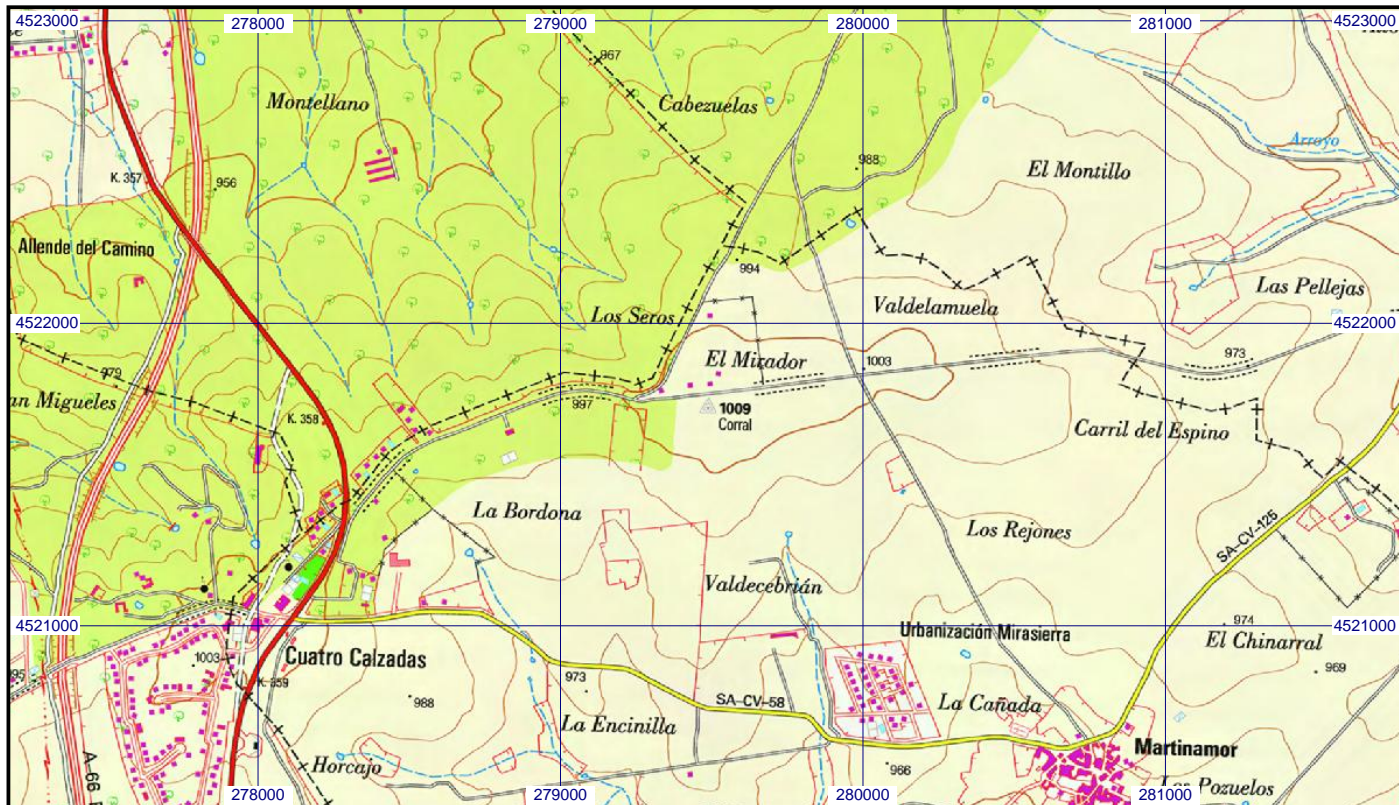 4523000
278000
279000
280000
281000
4523000
967
Montellano
Cabezuelas
Arroyo
K. 357
956
988
El Montillo
Allende del Camino
994
Las Pellejas
Valdelamuela
Los Seros
4522000
4522000
El Mirador
1003
973
979
an Migueles
997
1009
Corral
K. 358
Carril del Espino
La Bordona
Los Rejones
SA-CV-125
Valdecebrián
4521000
974
4521000
Urbanización Mirasierra
El Chinarral
Cuatro Calzadas
1003
969
K. 359
973
988
SA-CV-58
La Cañada
La Encinilla
Martinamor
A-66
Horcajo
966
Los Pozuelos
278000
279000
280000
281000